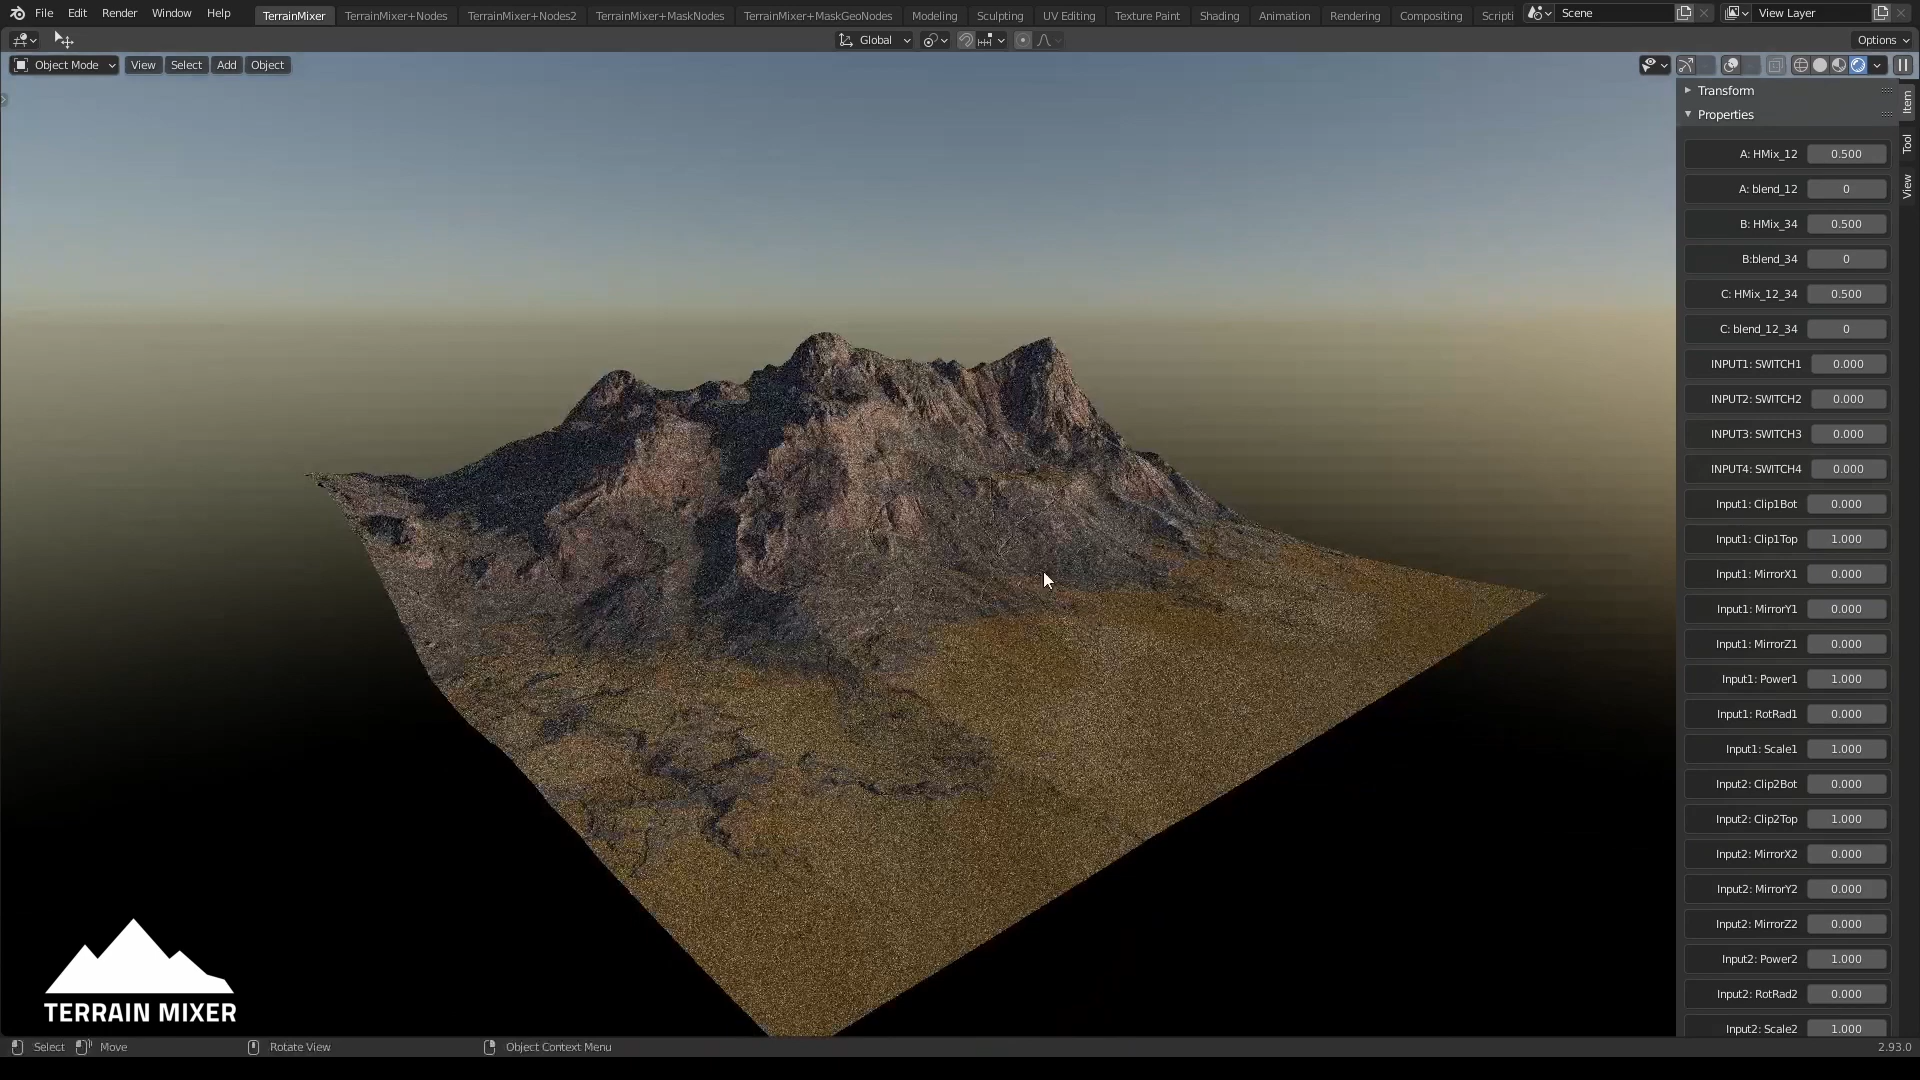 File Edit Render Window Help TerrainMixer TerrainMixer+Nodes TerrainMixer+Nodes2 TerrainMixer+MaskNodes TerrainMixer+MaskGeoNodes Modeling Sculpting UV Editing Texture Paint Shading Animation Rendering Compositing Scripti Scene View Layer
Global Options
Object Mode View Select Add Object
Transform
Properties
Item
Tool
View
A: HMix_12 0.500
A: blend_12 0
B: HMix_34 0.500
B:blend_34 0
C: HMix_12_34 0.500
C: blend_12_34 0
INPUT1: SWITCH1 0.000
INPUT2: SWITCH2 0.000
INPUT3: SWITCH3 0.000
INPUT4: SWITCH4 0.000
Input1: Clip1Bot 0.000
Input1: Clip1Top 1.000
Input1: MirrorX1 0.000
Input1: MirrorY1 0.000
Input1: MirrorZ1 0.000
Input1: Power1 1.000
Input1: RotRad1 0.000
Input1: Scale1 1.000
Input2: Clip2Bot 0.000
Input2: Clip2Top 1.000
Input2: MirrorX2 0.000
Input2: MirrorY2 0.000
Input2: MirrorZ2 0.000
Input2: Power2 1.000
Input2: RotRad2 0.000
Input2: Scale2 1.000
TERRAIN MIXER
Select Move Rotate View Object Context Menu 2.93.0